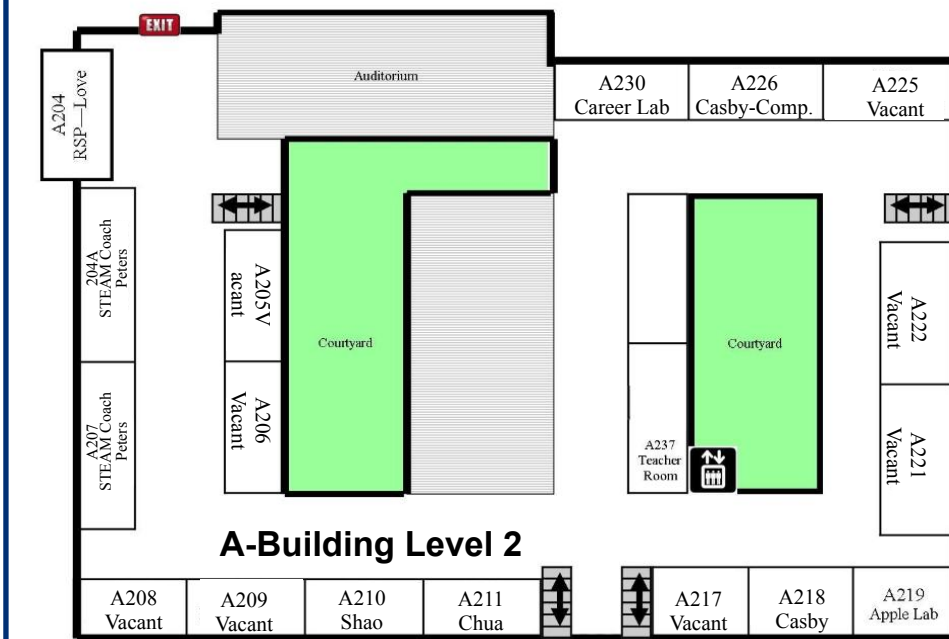 EXIT
Auditorium
A204
RSP—Love
A230
Career Lab
A226
Casby-Comp.
A225
Vacant
204A
STEAM Coach
Peters
A205V
acant
Courtyard
Courtyard
A222
Vacant
A207
STEAM Coach
Peters
A206
Vacant
A237
Teacher
Room
A221
Vacant
A-Building Level 2
A208
Vacant
A209
Vacant
A210
Shao
A211
Chua
A217
Vacant
A218
Casby
A219
Apple Lab